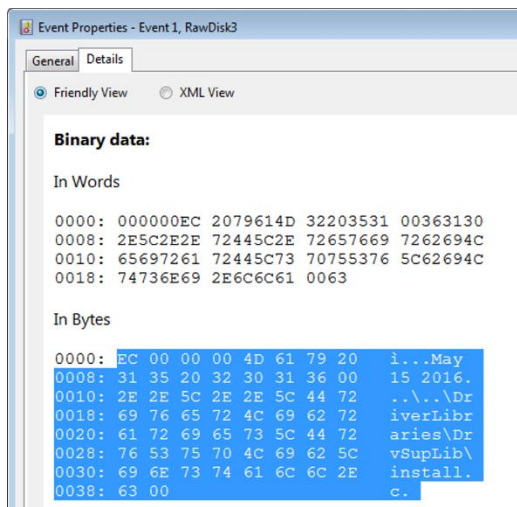 Event Properties - Event 1, RawDisk3
General Details
Friendly View XML View
Binary data:
In Words
0000: 000000EC 2079614D 32203531 00363130
0008: 2E5C2E2E 72445C2E 72657669 7262694C
0010: 65697261 72445C73 70755376 5C62694C
0018: 74736E69 2E6C6C61 0063
In Bytes
0000: EC 00 00 00 4D 61 79 20 ì...May
0008: 31 35 20 32 30 31 36 00 15 2016.
0010: 2E 2E 5C 2E 2E 5C 44 72 ..\..\Dr
0018: 69 76 65 72 4C 69 62 72 iverLibr
0020: 61 72 69 65 73 5C 44 72 aries\Dr
0028: 76 53 75 70 4C 69 62 5C vSupLib\
0030: 69 6E 73 74 61 6C 6C 2E install.
0038: 63 00 c.